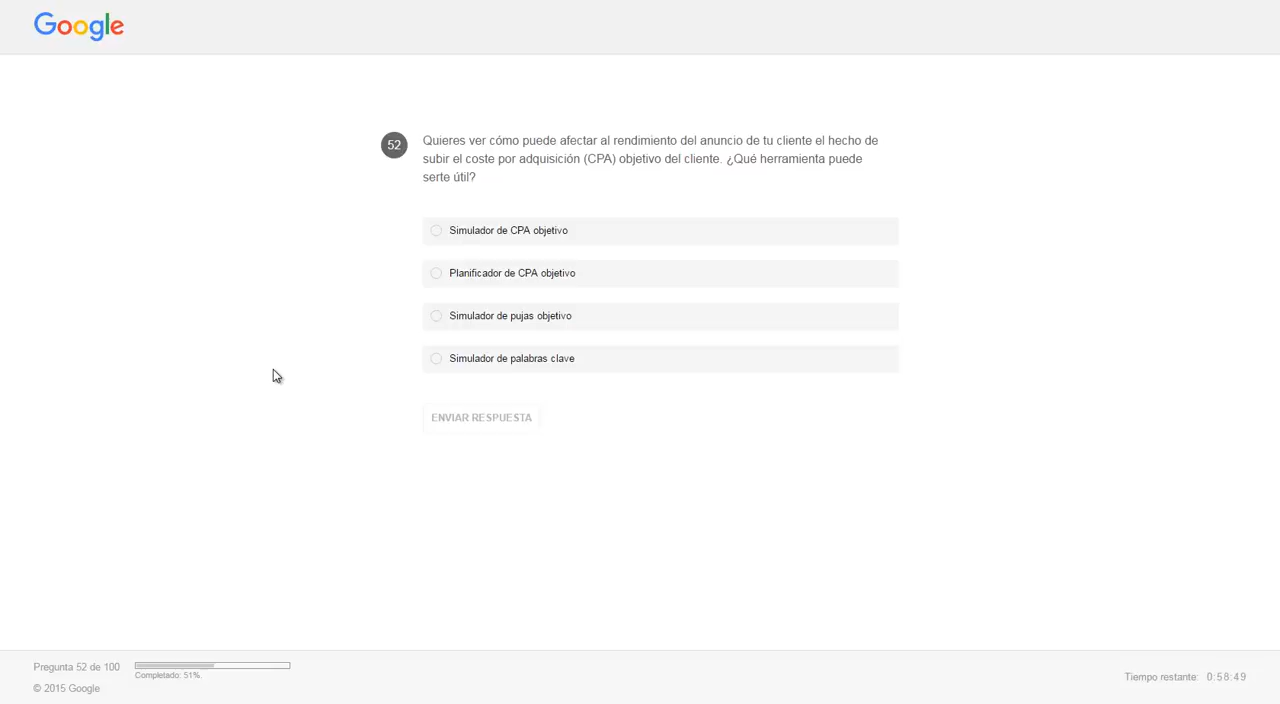 Google
52
Quieres ver cómo puede afectar al rendimiento del anuncio de tu cliente el hecho de
subir el coste por adquisición (CPA) objetivo del cliente. ¿Qué herramienta puede
serte útil?
Simulador de CPA objetivo
Planificador de CPA objetivo
Simulador de pujas objetivo
Simulador de palabras clave
ENVIAR RESPUESTA
Pregunta 52 de 100
Completado: 51%.
© 2015 Google
Tiempo restante: 0:58:49